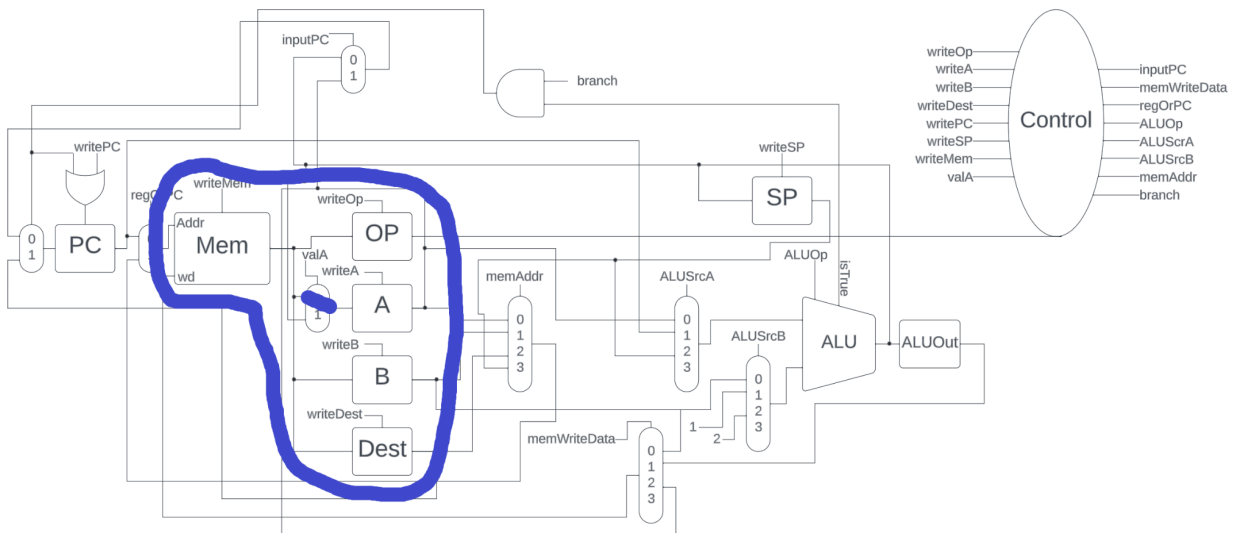 inputPC
0
1
branch
writePC
regO PC
0
1
PC
writeMem
Addr
Mem
wd
writeOp
OP
valA
writeA
1
A
writeB
B
writeDest
Dest
memAddr
0
1
2
3
writeSP
SP
ALUSrcA
0
1
2
3
ALUOp
isTrue
ALU
ALUOut
ALUSrcB
0
1
2
3
1
2
memWriteData
0
1
2
3
writeOp
writeA
writeB
writeDest
writePC
writeSP
writeMem
valA
Control
inputPC
memWriteData
regOrPC
ALUOp
ALUScrA
ALUSrcB
memAddr
branch